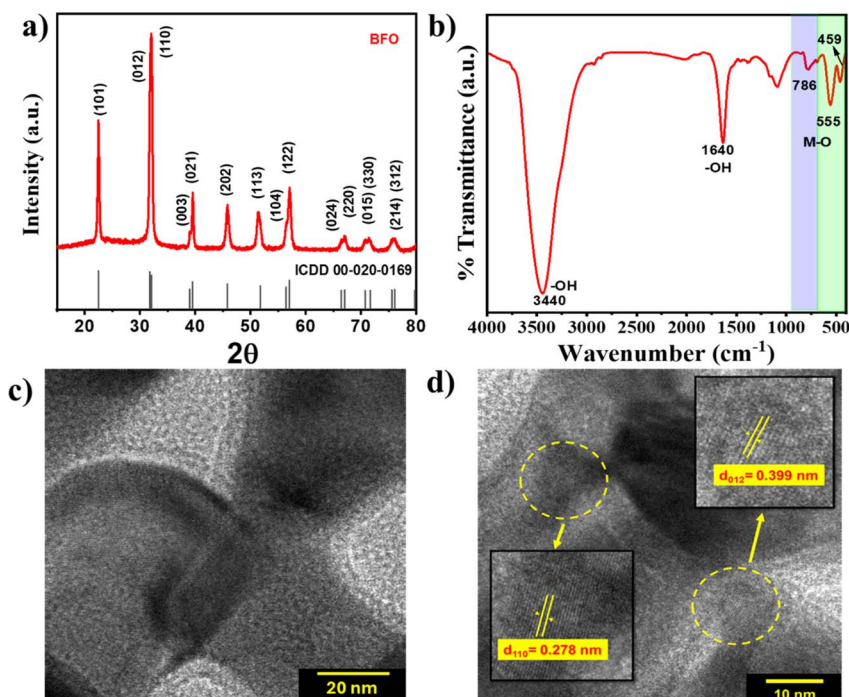 a)
BFO
Intensity (a.u.)
(101)
(012)
(110)
(003)
(021)
(202)
(113)
(104)
(122)
(024)
(220)
(015)
(330)
(214)
(312)
ICDD 00-020-0169
20 30 40 50 60 70 80
2θ
b)
% Transmittance (a.u.)
459
786
555
M-O
1640
-OH
-OH
3440
4000 3500 3000 2500 2000 1500 1000 500
Wavenumber (cm⁻¹)
c)
20 nm
d)
d₀₁₂= 0.399 nm
d₁₁₀= 0.278 nm
10 nm